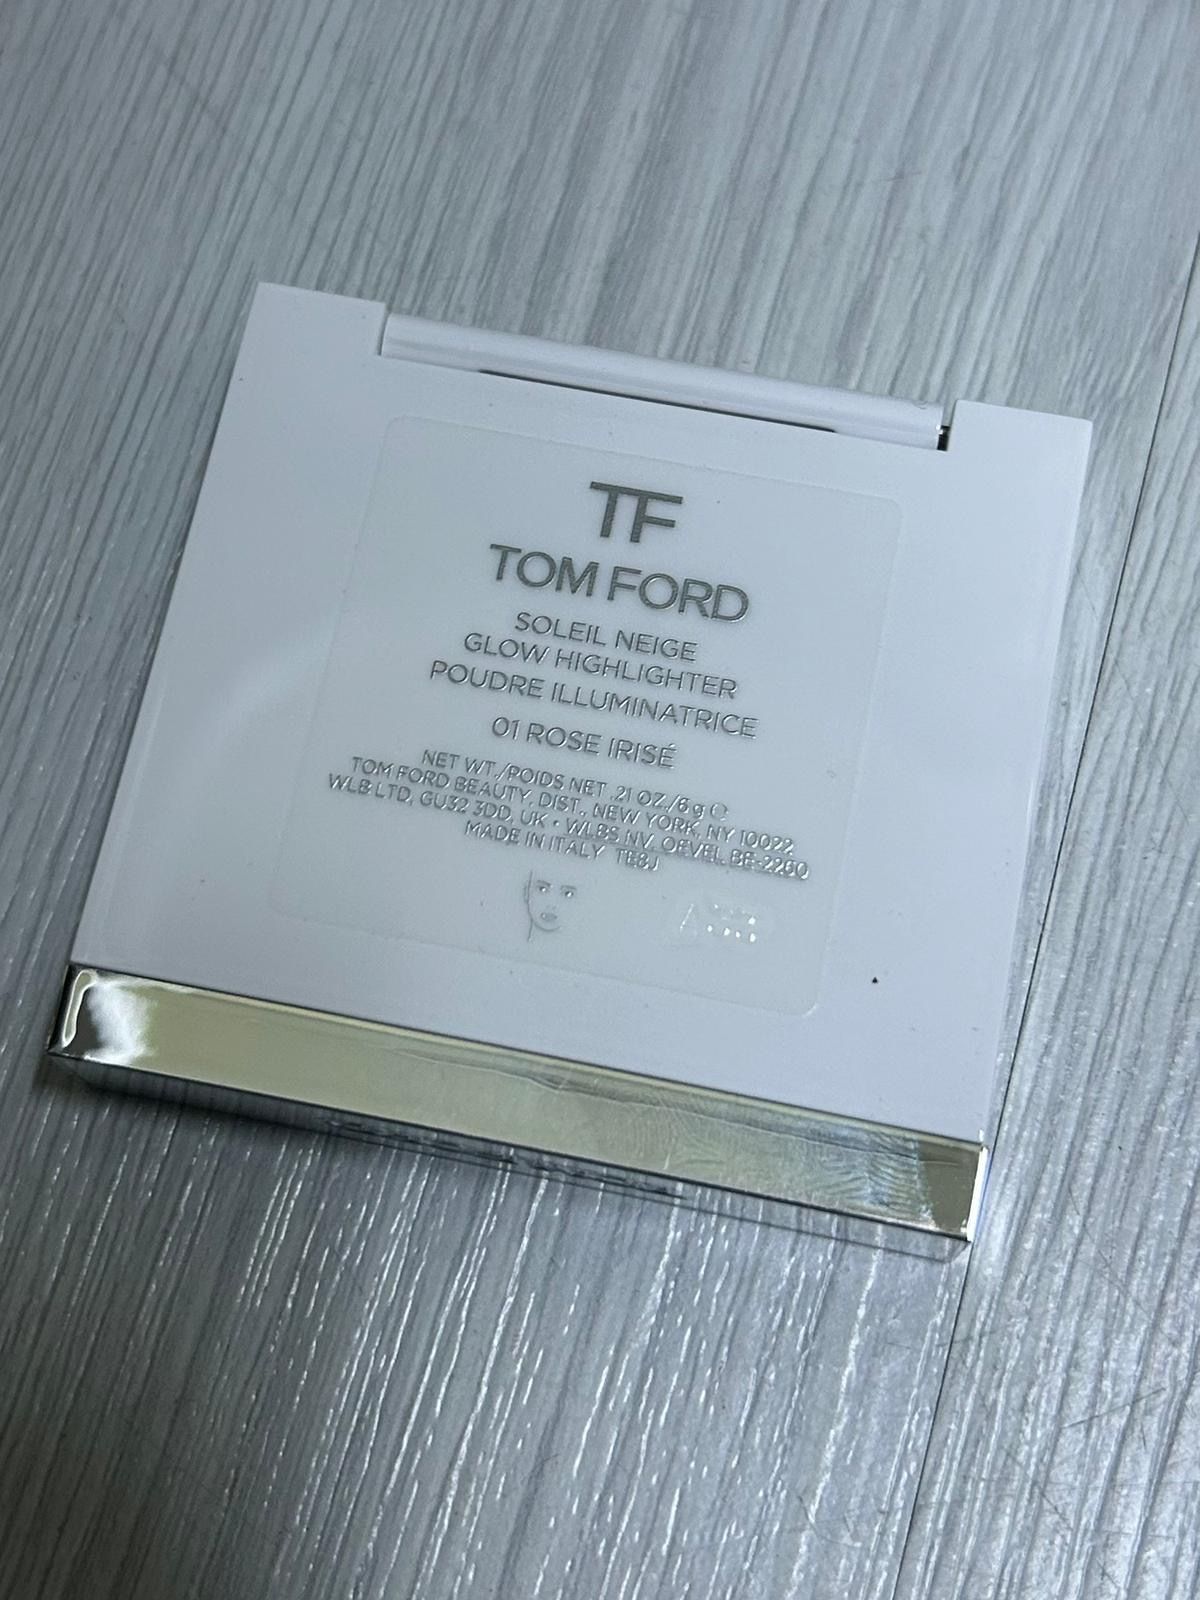 TF
TOM FORD
SOLEIL NEIGE
GLOW HIGHLIGHTER
POUDRE ILLUMINATRICE
01 ROSE IRISÉ
NET WT./POIDS NET .21 OZ./6 g ℮
TOM FORD BEAUTY, DIST., NEW YORK, NY 10022
WLB LTD, GU32 3DD, UK • WLBS NV, OEVEL BE-2260
MADE IN ITALY TE8J